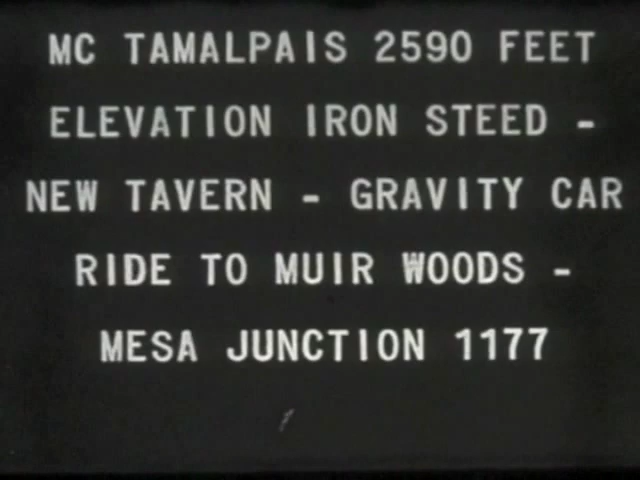 MC TAMALPAIS 2590 FEET
ELEVATION IRON STEED -
NEW TAVERN - GRAVITY CAR
RIDE TO MUIR WOODS -
MESA JUNCTION 1177